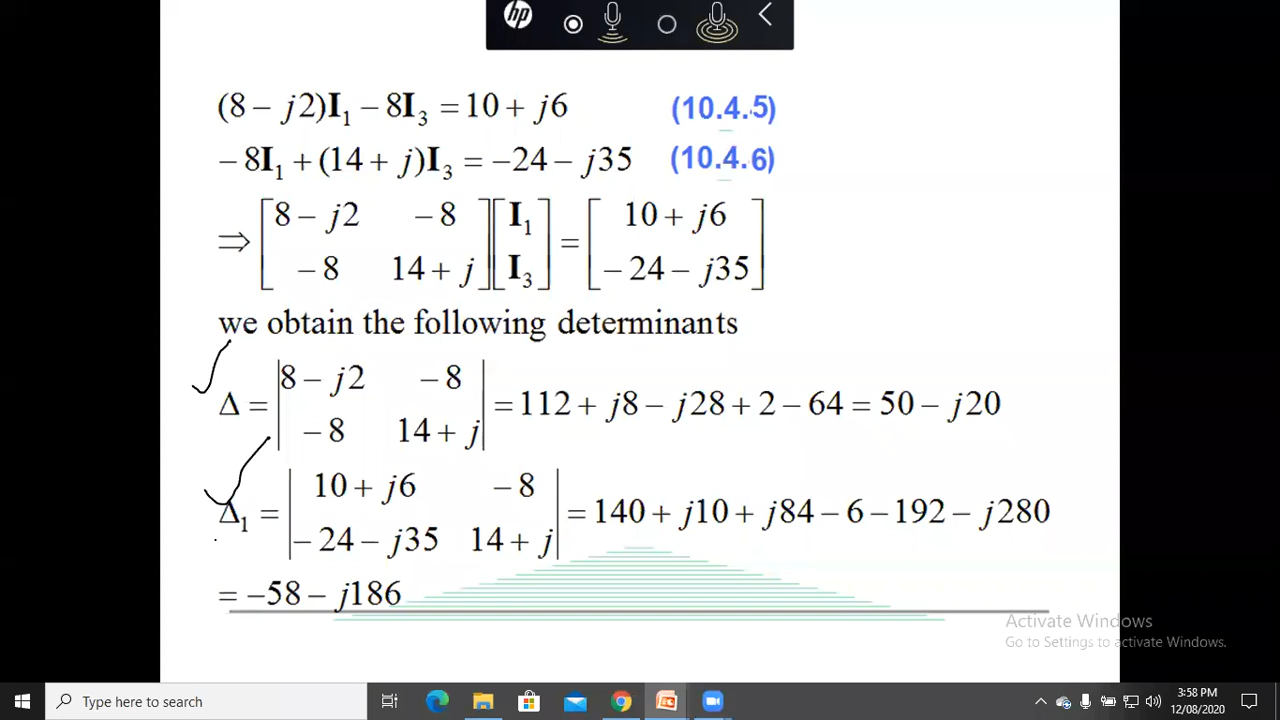 hp
(8 – j2)I₁ – 8I₃ = 10 + j6 (10.4.5)
– 8I₁ + (14 + j)I₃ = –24 – j35 (10.4.6)
⇒ [8 – j2 – 8] [I₁] = [10 + j6]
[– 8 14 + j] [I₃] [– 24 – j35]
we obtain the following determinants
Δ = |8 – j2 – 8| = 112 + j8 – j28 + 2 – 64 = 50 – j20
|– 8 14 + j|
Δ₁ = |10 + j6 – 8| = 140 + j10 + j84 – 6 – 192 – j280
|– 24 – j35 14 + j|
= –58 – j186
Activate Windows
Go to Settings to activate Windows.
Type here to search
3:58 PM
12/08/2020